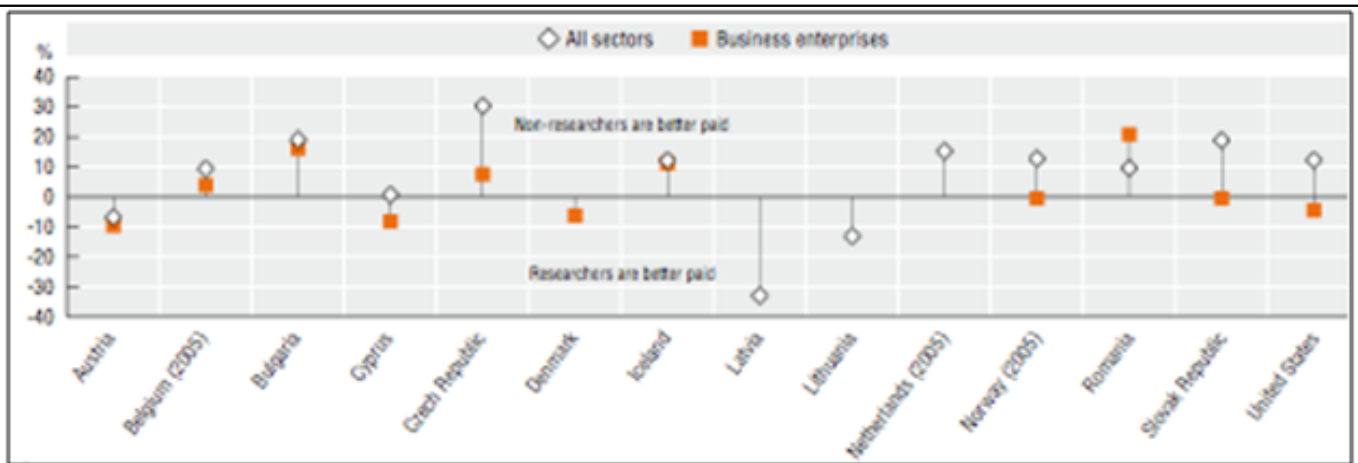 All sectors Business enterprises
%
40
30
20
10
0
-10
-20
-30
-40
Non-researchers are better paid
Researchers are better paid
Austria
Belgium (2005)
Bulgaria
Cyprus
Czech Republic
Denmark
Iceland
Latvia
Lithuania
Netherlands (2005)
Norway (2005)
Romania
Slovak Republic
United States